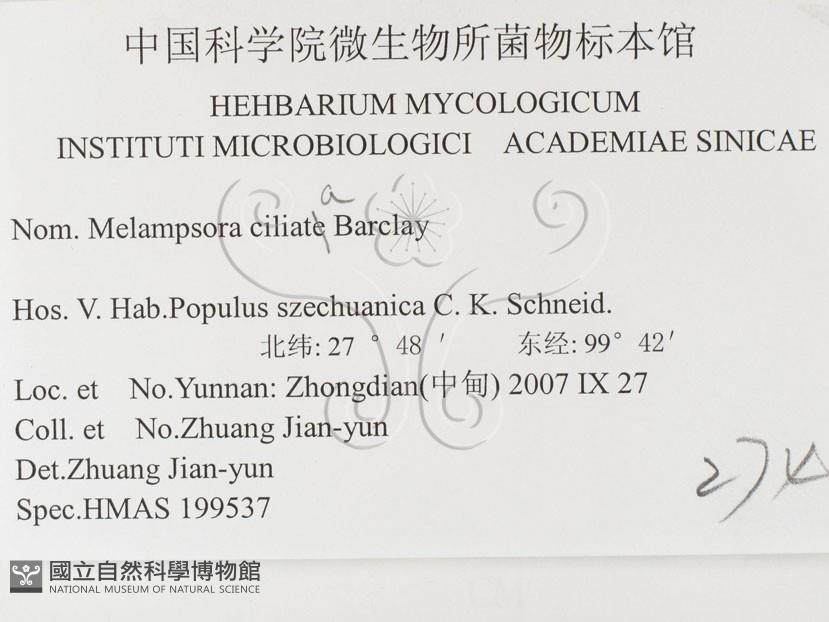 中国科学院微生物所菌物标本馆
HEHBARIUM MYCOLOGICUM
INSTITUTI MICROBIOLOGICI ACADEMIAE SINICAE
a
Nom. Melampsora ciliate Barclay
Hos. V. Hab.Populus szechuanica C. K. Schneid.
北纬: 27 ° 48 ′ 东经: 99° 42′
Loc. et No.Yunnan: Zhongdian(中甸) 2007 IX 27
Coll. et No.Zhuang Jian-yun
Det.Zhuang Jian-yun
Spec.HMAS 199537
國立自然科學博物館
NATIONAL MUSEUM OF NATURAL SCIENCE